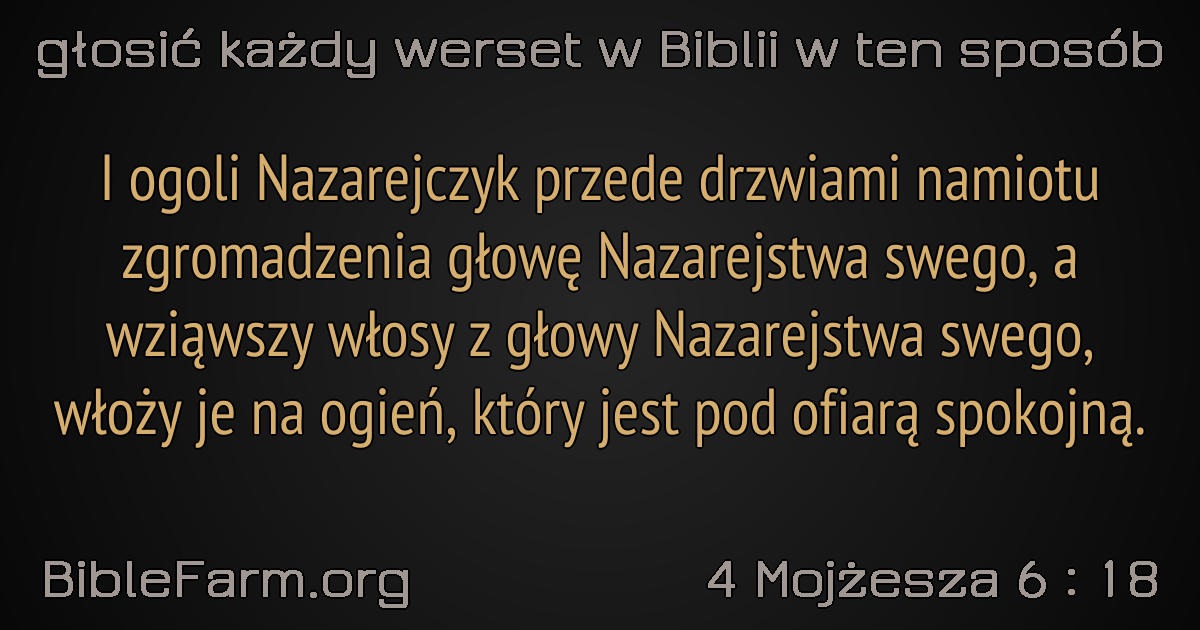 głosić każdy werset w Biblii w ten sposób
I ogoli Nazarejczyk przede drzwiami namiotu
zgromadzenia głowę Nazarejstwa swego, a
wziąwszy włosy z głowy Nazarejstwa swego,
włoży je na ogień, który jest pod ofiarą spokojną.
BibleFarm.org
4 Mojżesza 6 : 18